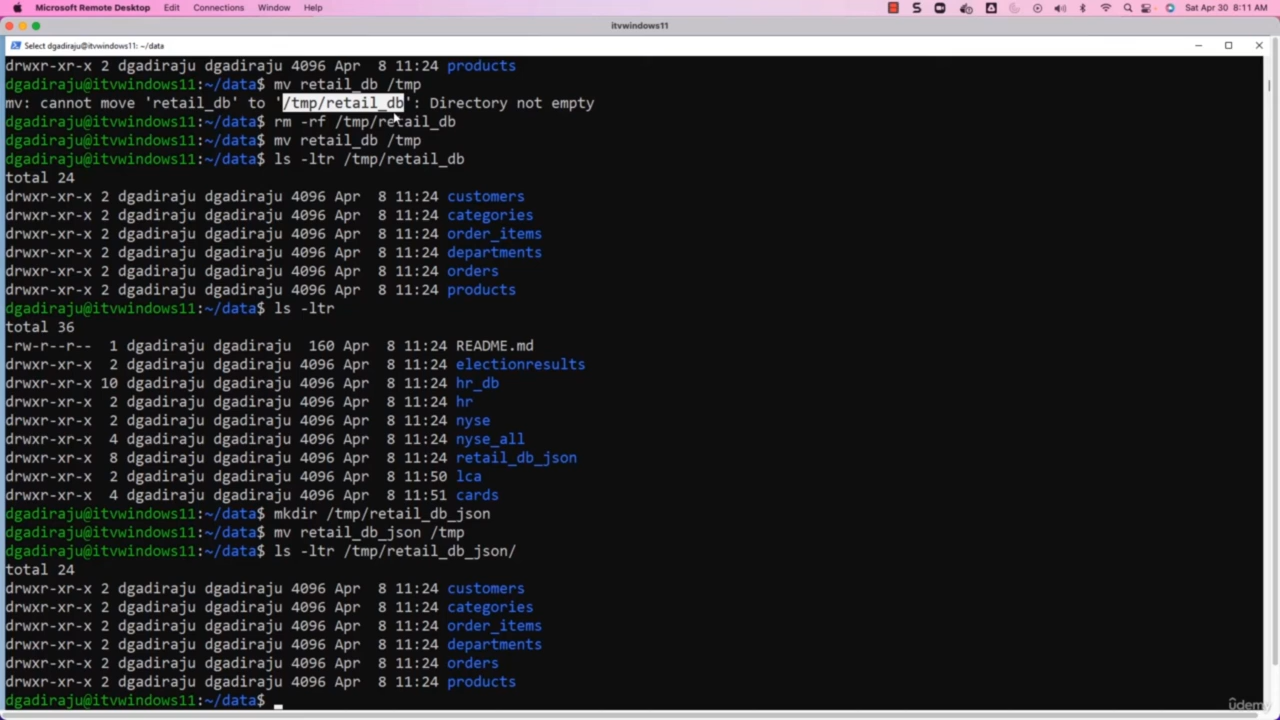 Microsoft Remote Desktop Edit Connections Window Help Sat Apr 30 8:11 AM
itvwindows11
Select dgadiraju@itvwindows11: ~/data
drwxr-xr-x 2 dgadiraju dgadiraju 4096 Apr  8 11:24 products
dgadiraju@itvwindows11:~/data$ mv retail_db /tmp
mv: cannot move 'retail_db' to '/tmp/retail_db': Directory not empty
dgadiraju@itvwindows11:~/data$ rm -rf /tmp/retail_db
dgadiraju@itvwindows11:~/data$ mv retail_db /tmp
dgadiraju@itvwindows11:~/data$ ls -ltr /tmp/retail_db
total 24
drwxr-xr-x 2 dgadiraju dgadiraju 4096 Apr  8 11:24 customers
drwxr-xr-x 2 dgadiraju dgadiraju 4096 Apr  8 11:24 categories
drwxr-xr-x 2 dgadiraju dgadiraju 4096 Apr  8 11:24 order_items
drwxr-xr-x 2 dgadiraju dgadiraju 4096 Apr  8 11:24 departments
drwxr-xr-x 2 dgadiraju dgadiraju 4096 Apr  8 11:24 orders
drwxr-xr-x 2 dgadiraju dgadiraju 4096 Apr  8 11:24 products
dgadiraju@itvwindows11:~/data$ ls -ltr
total 36
-rw-r--r--  1 dgadiraju dgadiraju  160 Apr  8 11:24 README.md
drwxr-xr-x  2 dgadiraju dgadiraju 4096 Apr  8 11:24 electionresults
drwxr-xr-x 10 dgadiraju dgadiraju 4096 Apr  8 11:24 hr_db
drwxr-xr-x  2 dgadiraju dgadiraju 4096 Apr  8 11:24 hr
drwxr-xr-x  2 dgadiraju dgadiraju 4096 Apr  8 11:24 nyse
drwxr-xr-x  4 dgadiraju dgadiraju 4096 Apr  8 11:24 nyse_all
drwxr-xr-x  8 dgadiraju dgadiraju 4096 Apr  8 11:24 retail_db_json
drwxr-xr-x  2 dgadiraju dgadiraju 4096 Apr  8 11:50 lca
drwxr-xr-x  4 dgadiraju dgadiraju 4096 Apr  8 11:51 cards
dgadiraju@itvwindows11:~/data$ mkdir /tmp/retail_db_json
dgadiraju@itvwindows11:~/data$ mv retail_db_json /tmp
dgadiraju@itvwindows11:~/data$ ls -ltr /tmp/retail_db_json/
total 24
drwxr-xr-x 2 dgadiraju dgadiraju 4096 Apr  8 11:24 customers
drwxr-xr-x 2 dgadiraju dgadiraju 4096 Apr  8 11:24 categories
drwxr-xr-x 2 dgadiraju dgadiraju 4096 Apr  8 11:24 order_items
drwxr-xr-x 2 dgadiraju dgadiraju 4096 Apr  8 11:24 departments
drwxr-xr-x 2 dgadiraju dgadiraju 4096 Apr  8 11:24 orders
drwxr-xr-x 2 dgadiraju dgadiraju 4096 Apr  8 11:24 products
dgadiraju@itvwindows11:~/data$
ûdemy